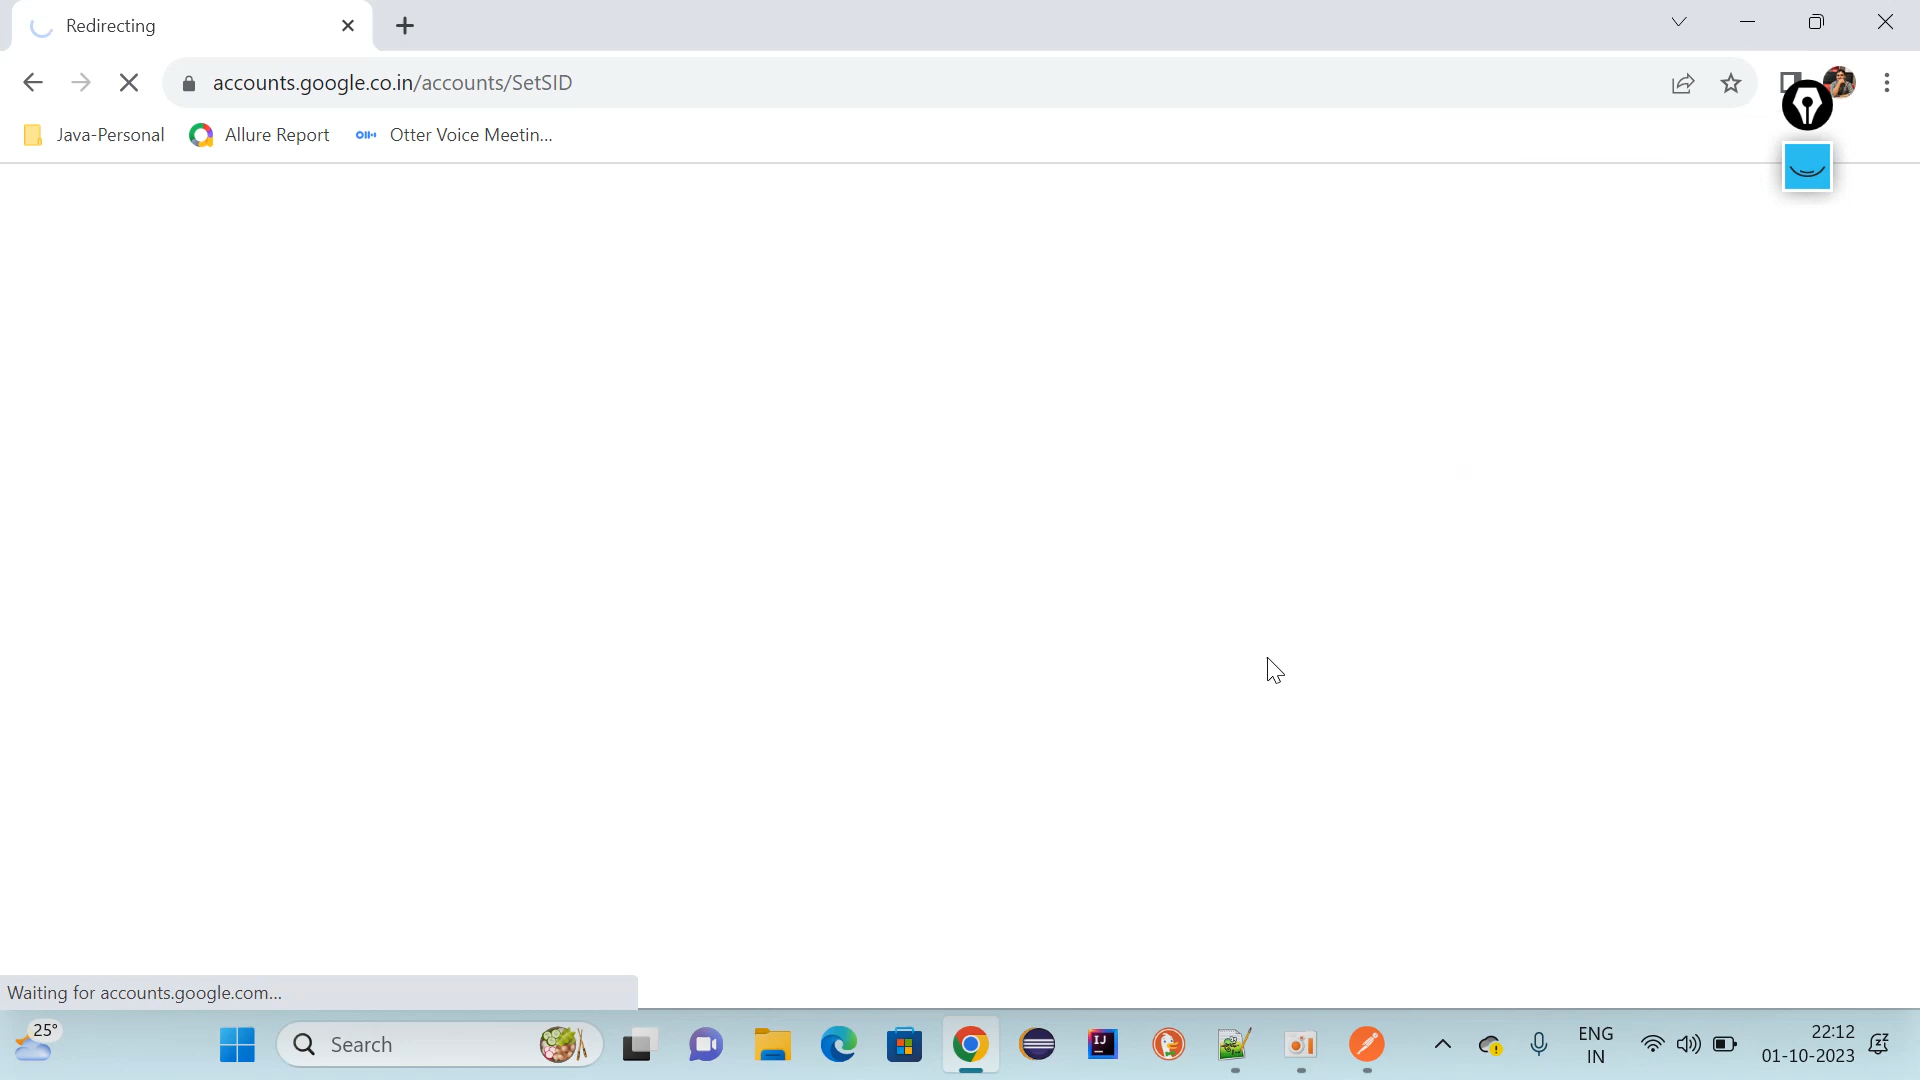 Redirecting
accounts.google.co.in/accounts/SetSID
Java-Personal
Allure Report
Otter Voice Meetin...
Waiting for accounts.google.com...
25°
Search
IJ
ENG
IN
22:12
01-10-2023